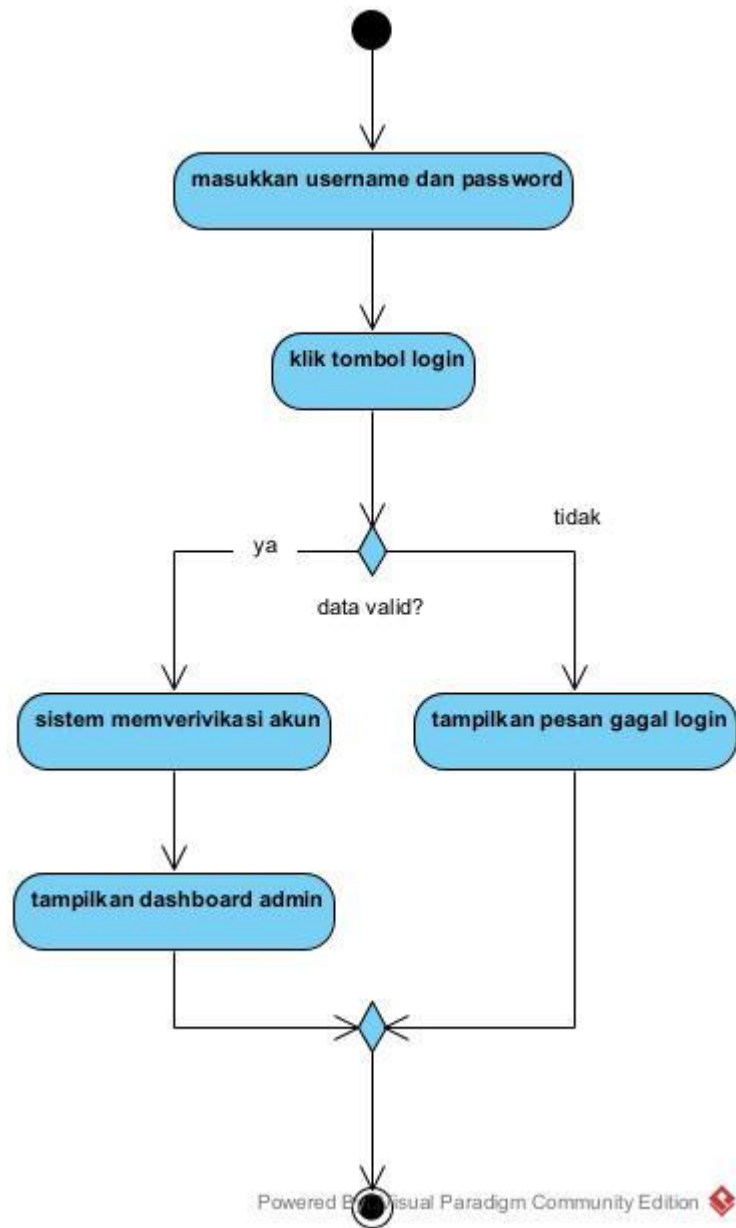 masukkan username dan password
klik tombol login
tidak
ya
data valid?
sistem memverivikasi akun
tampilkan pesan gagal login
tampilkan dashboard admin
Powered By Visual Paradigm Community Edition